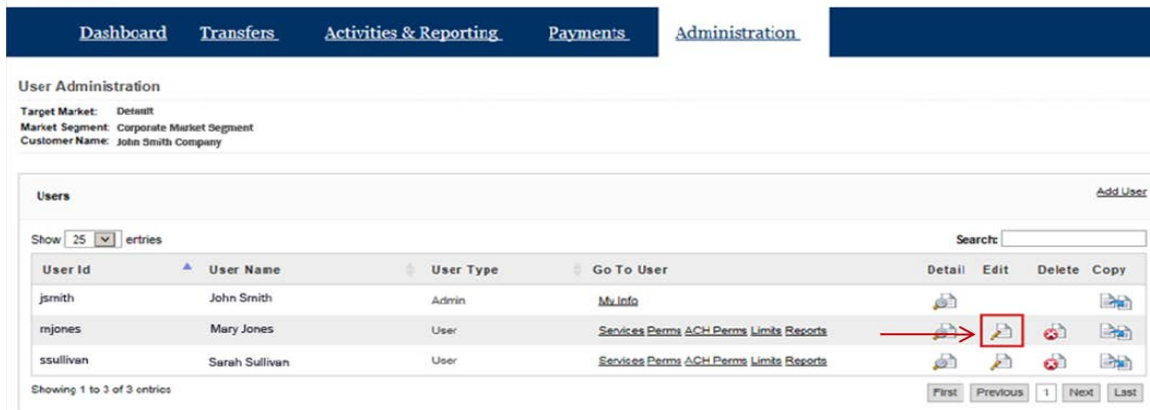 Dashboard Transfers Activities & Reporting Payments Administration
User Administration
Target Market: Default
Market Segment: Corporate Market Segment
Customer Name: John Smith Company
Users Add User
Show 25 entries Search:
User Id User Name User Type Go To User Detail Edit Delete Copy
jsmith John Smith Admin My Info
mjones Mary Jones User Services Perms ACH Perms Limits Reports
ssullivan Sarah Sullivan User Services Perms ACH Perms Limits Reports
Showing 1 to 3 of 3 entries First Previous 1 Next Last